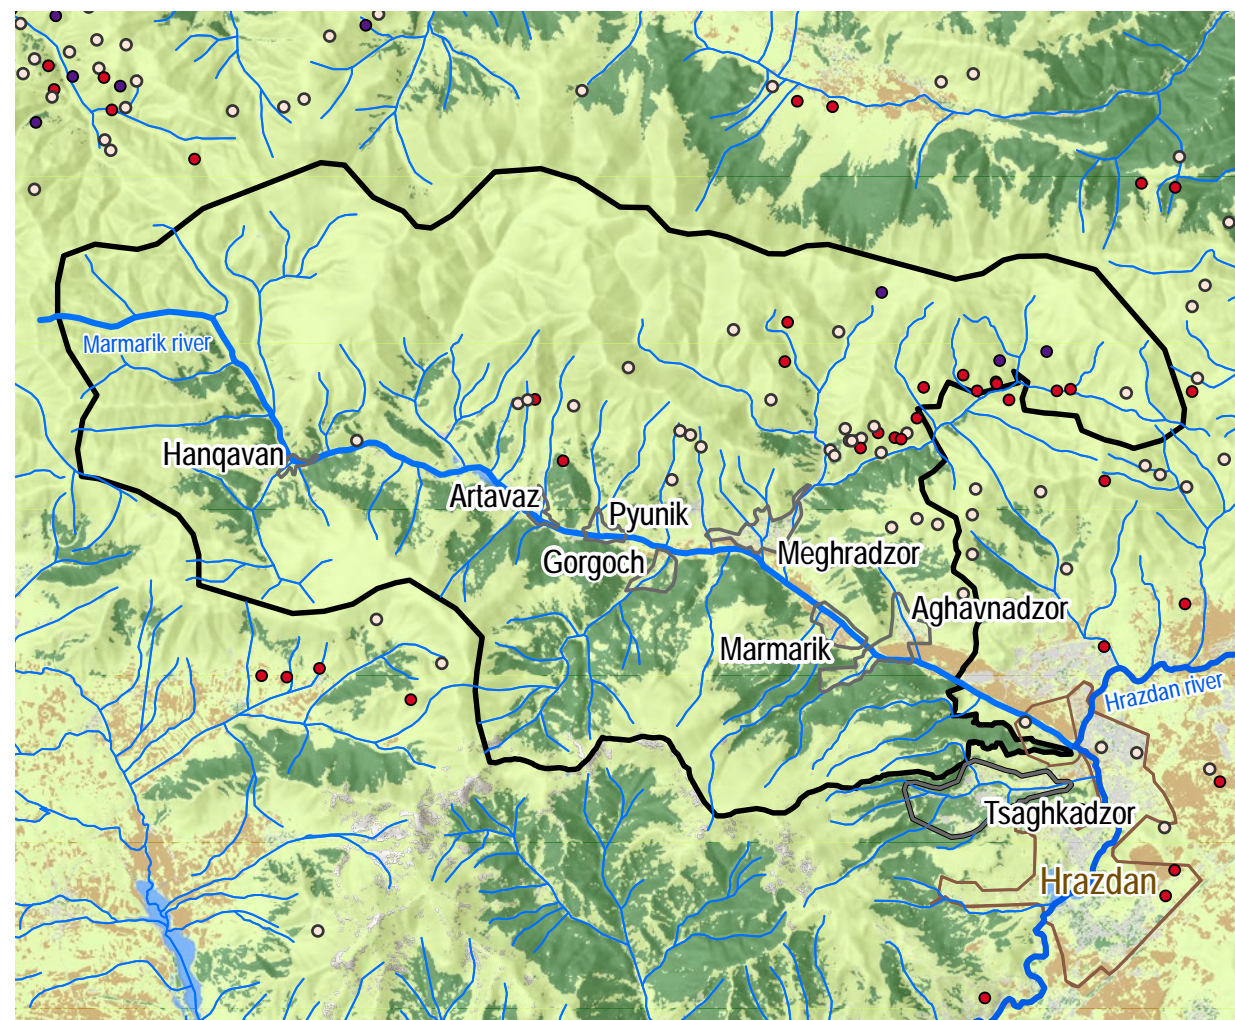 Marmarik river
Hanqavan
Artavaz
Pyunik
Gorgoch
Meghradzor
Aghavnadzor
Marmarik
Hrazdan river
Tsaghkadzor
Hrazdan